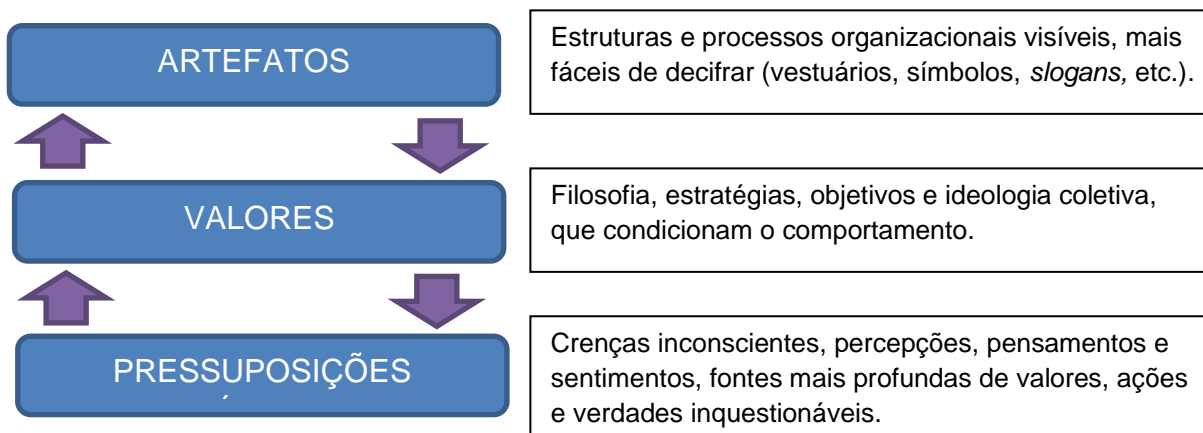 ARTEFATOS
Estruturas e processos organizacionais visíveis, mais
fáceis de decifrar (vestuários, símbolos, slogans, etc.).
VALORES
Filosofia, estratégias, objetivos e ideologia coletiva,
que condicionam o comportamento.
PRESSUPOSIÇÕES
Crenças inconscientes, percepções, pensamentos e
sentimentos, fontes mais profundas de valores, ações
e verdades inquestionáveis.